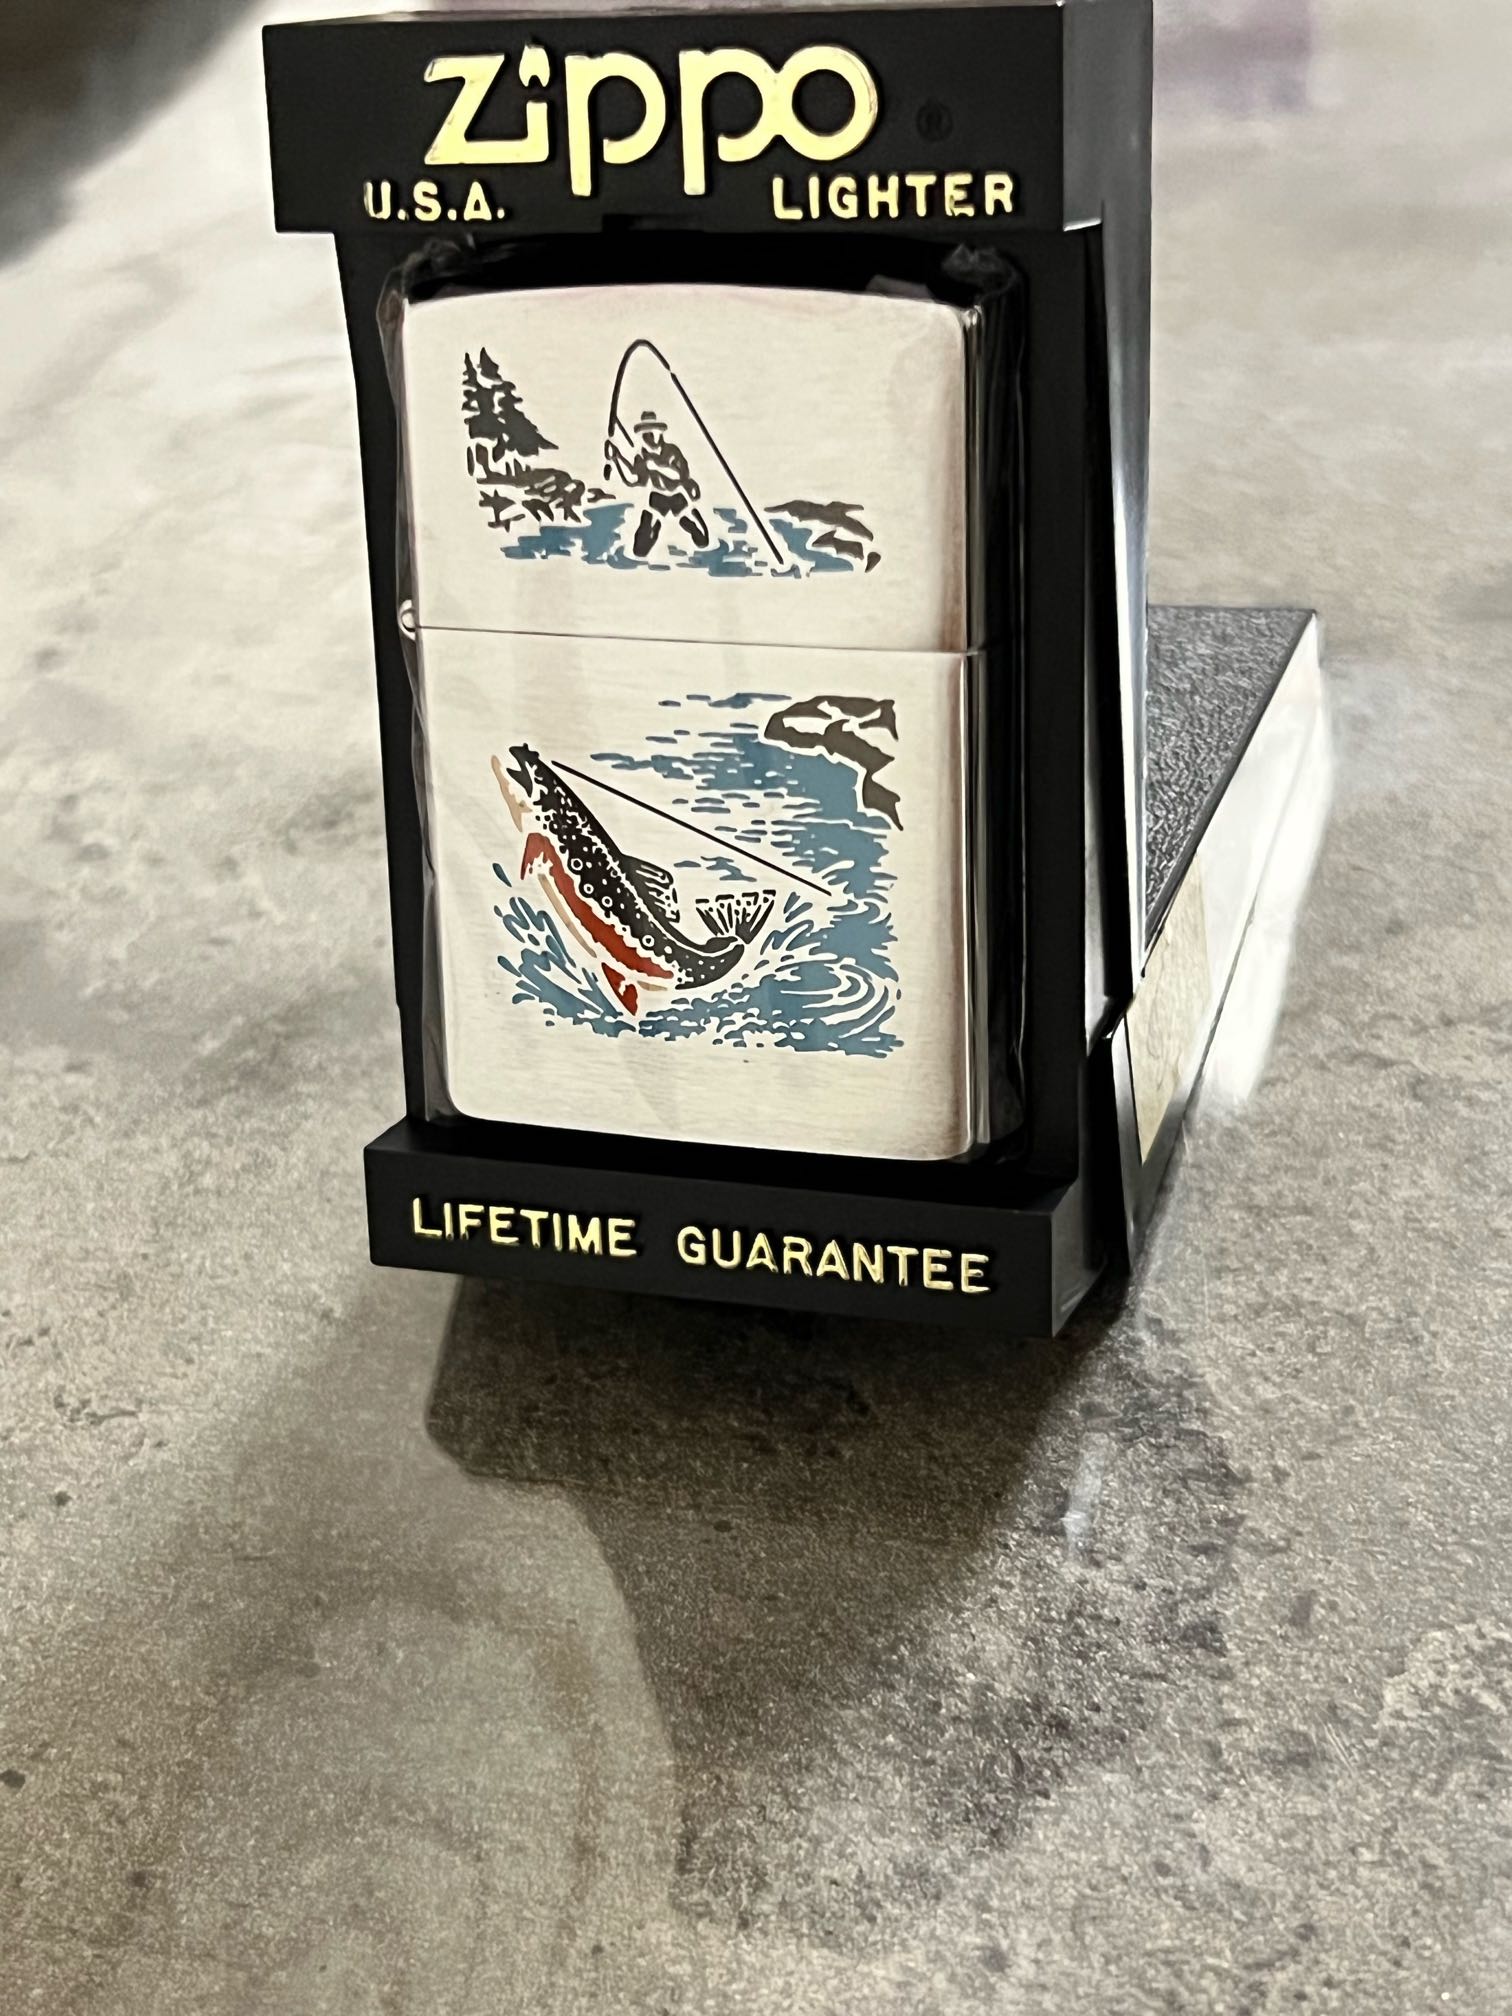 Zippo ®
U.S.A. LIGHTER
LIFETIME GUARANTEE